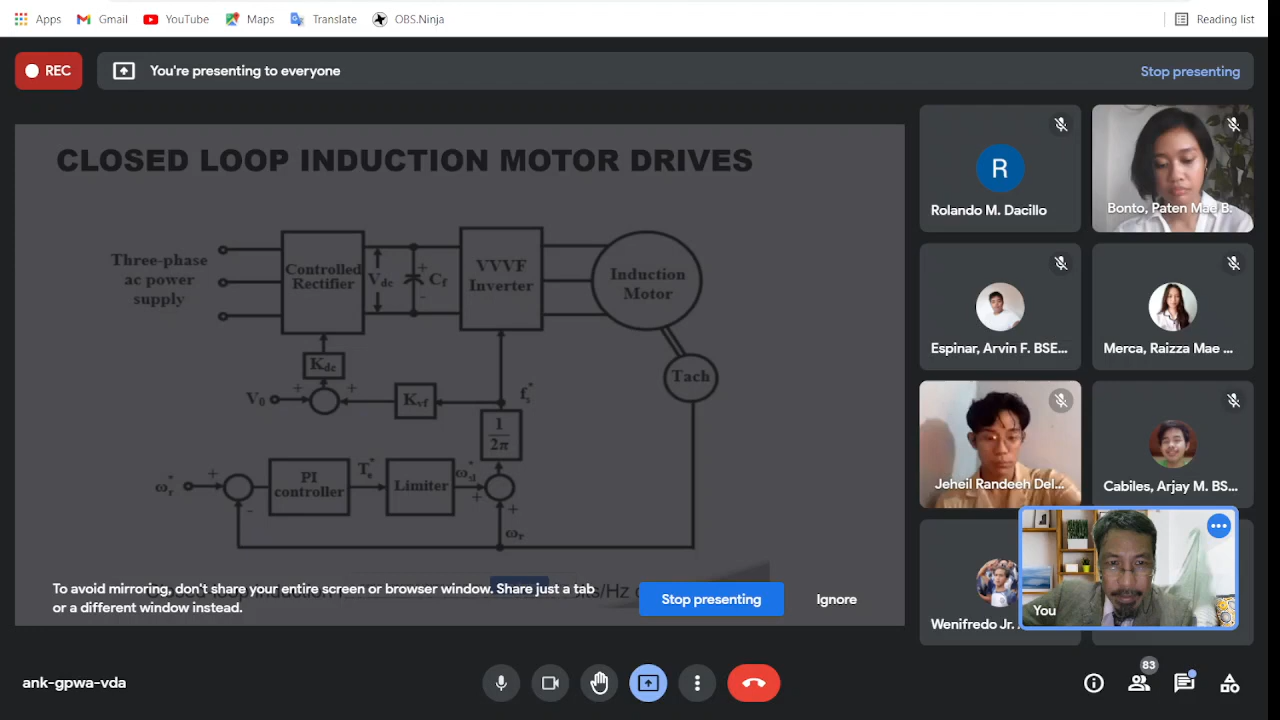 Apps Gmail YouTube Maps Translate OBS.Ninja Reading list
REC You're presenting to everyone Stop presenting
CLOSED LOOP INDUCTION MOTOR DRIVES
Three-phase
ac power
supply
Controlled
Rectifier
Vdc
+
Cf
-
VVVF
Inverter
Induction
Motor
Tach
Kdc
V0 + +
Kvf
fs*
1
2π
ωr* +
-
PI
controller
Te*
Limiter
ωsl*
+
+
ωr
To avoid mirroring, don't share your entire screen or browser window. Share just a tab
or a different window instead.
Stop presenting Ignore
R
Rolando M. Dacillo
Bonto, Paten Mae B.
Espinar, Arvin F. BSE...
Merca, Raizza Mae ...
Jeheil Randeeh Del...
Cabiles, Arjay M. BS...
Wenifredo Jr.
You
ank-gpwa-vda
83